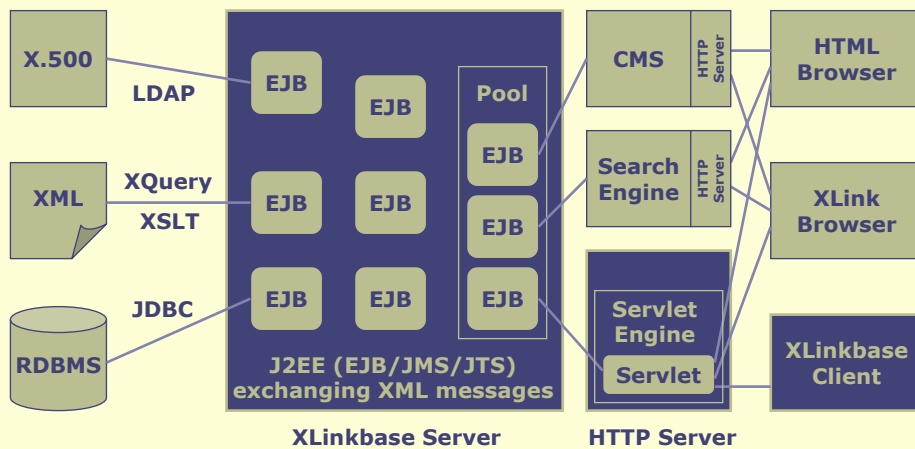 X.500
LDAP
XML
XQuery
XSLT
JDBC
RDBMS
EJB
EJB
EJB
EJB
EJB
EJB
Pool
EJB
EJB
EJB
J2EE (EJB/JMS/JTS)
exchanging XML messages
XLinkbase Server
CMS
HTTP
Server
Search
Engine
HTTP
Server
Servlet
Engine
Servlet
HTTP Server
HTML
Browser
XLink
Browser
XLinkbase
Client